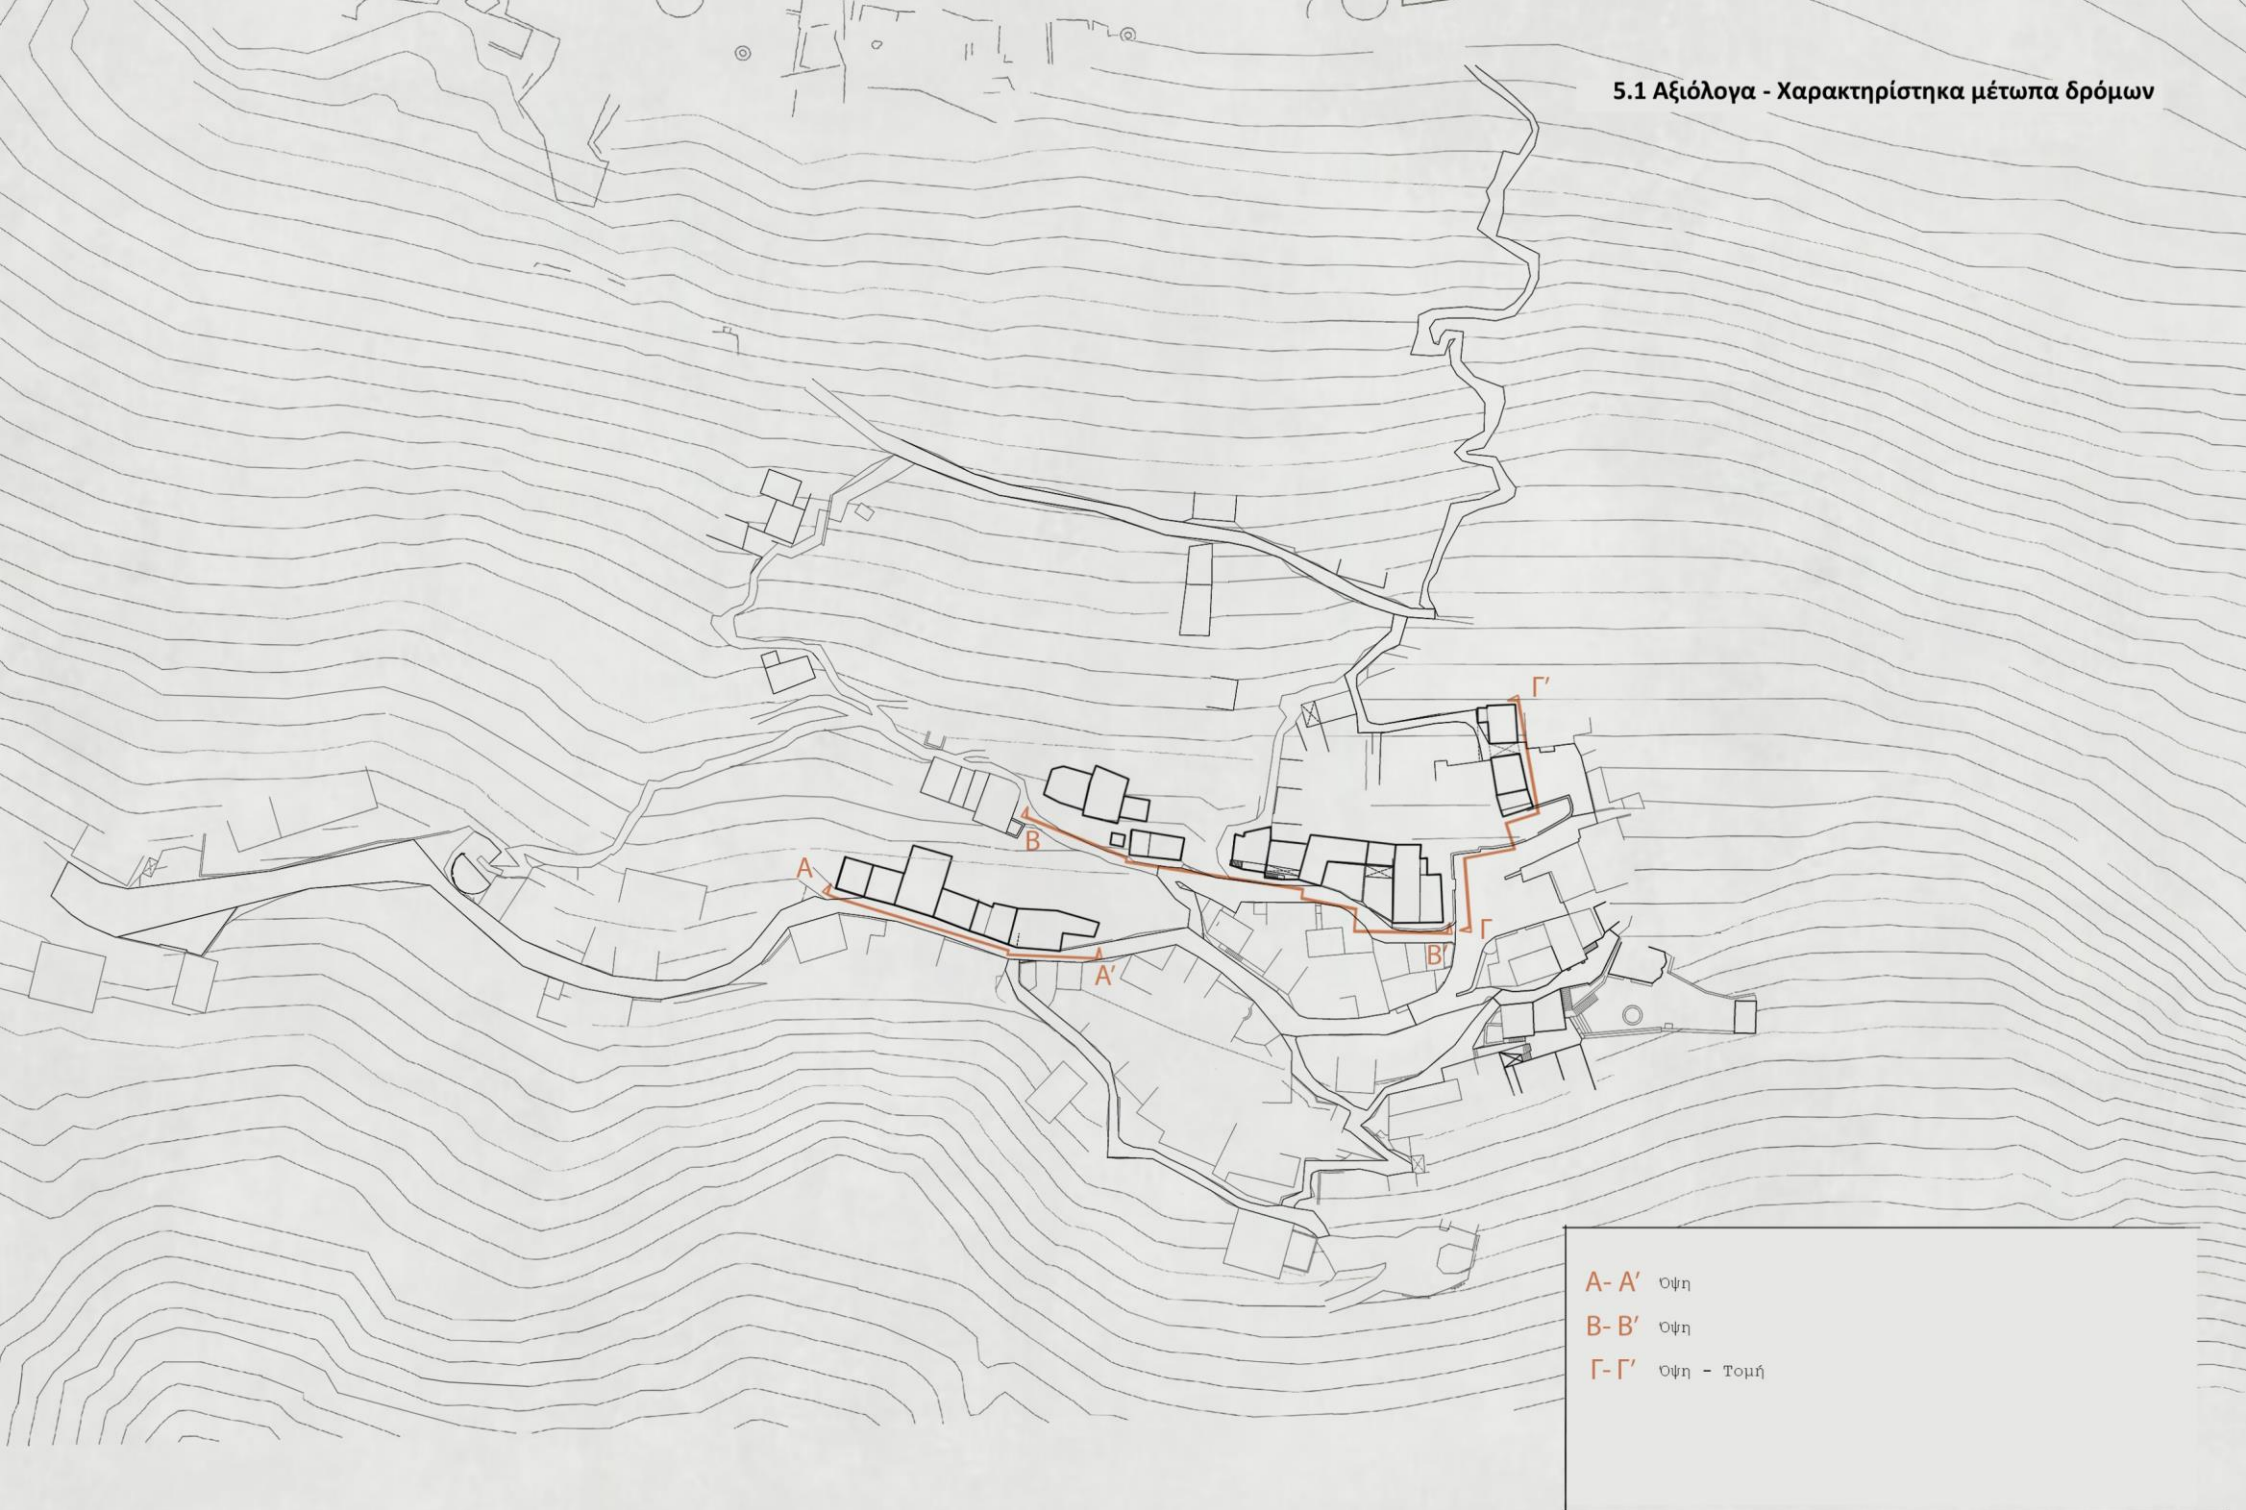 5.1 Αξιόλογα - Χαρακτηρίστηκα μέτωπα δρόμων
Γ'
Β
Α
Γ
Β'
Α'
Α- Α' Όψη
Β- Β' Όψη
Γ- Γ' Όψη - Τομή